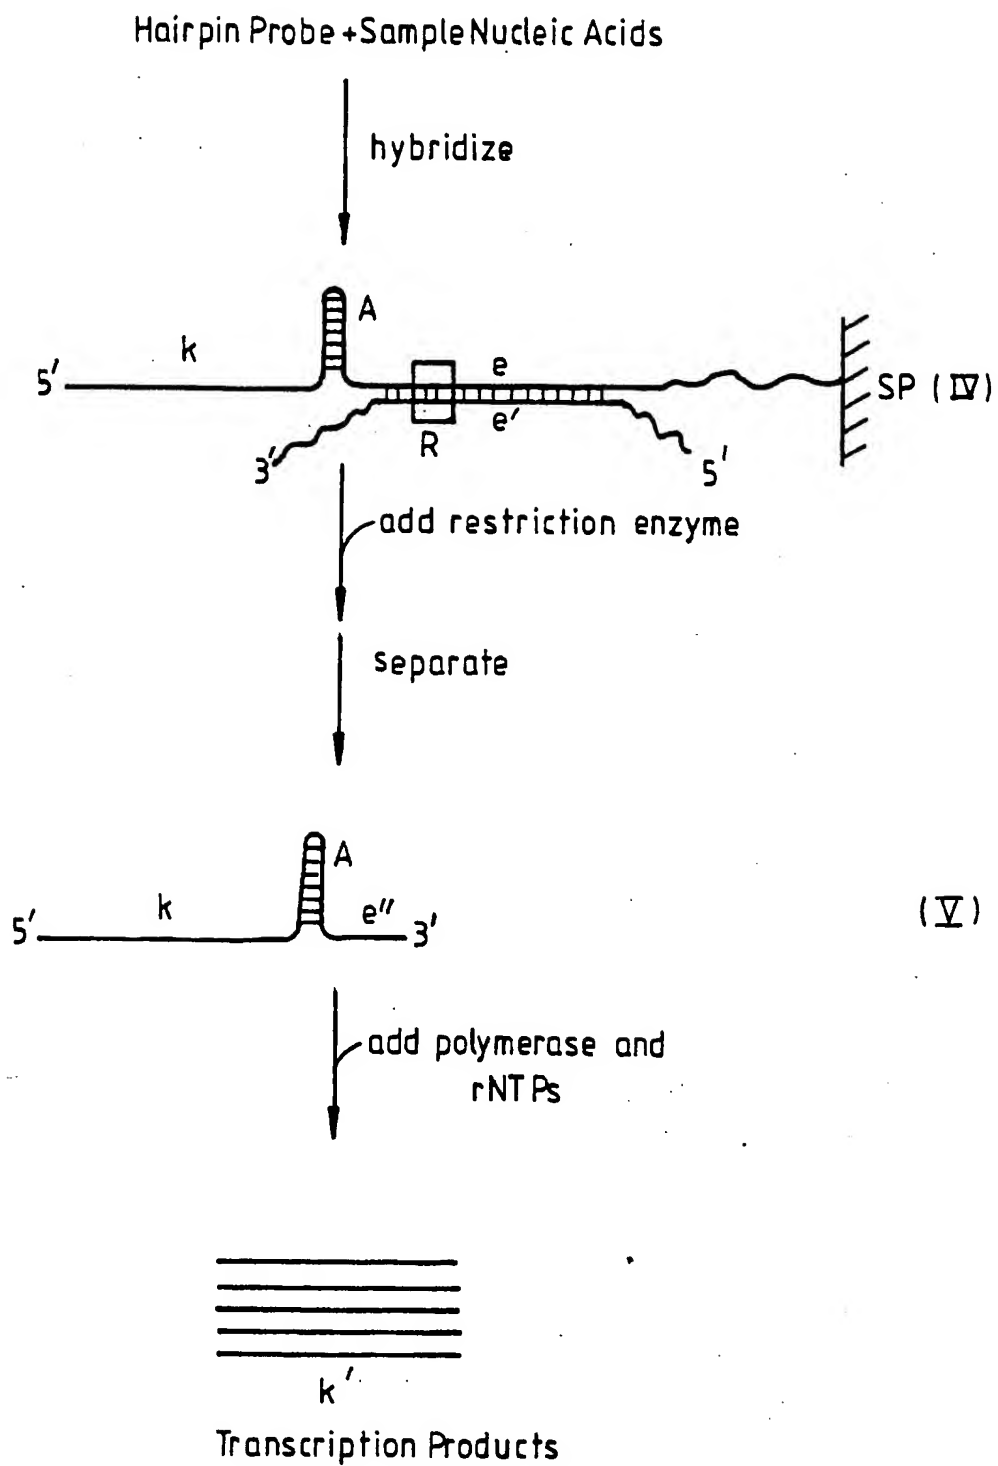 Hairpin Probe + Sample Nucleic Acids
hybridize
A
k
e
5'
SP (IV)
e'
R
3'
5'
add restriction enzyme
separate
A
k
e''
5'
3'
(V)
add polymerase and
rNTPs
k'
Transcription Products